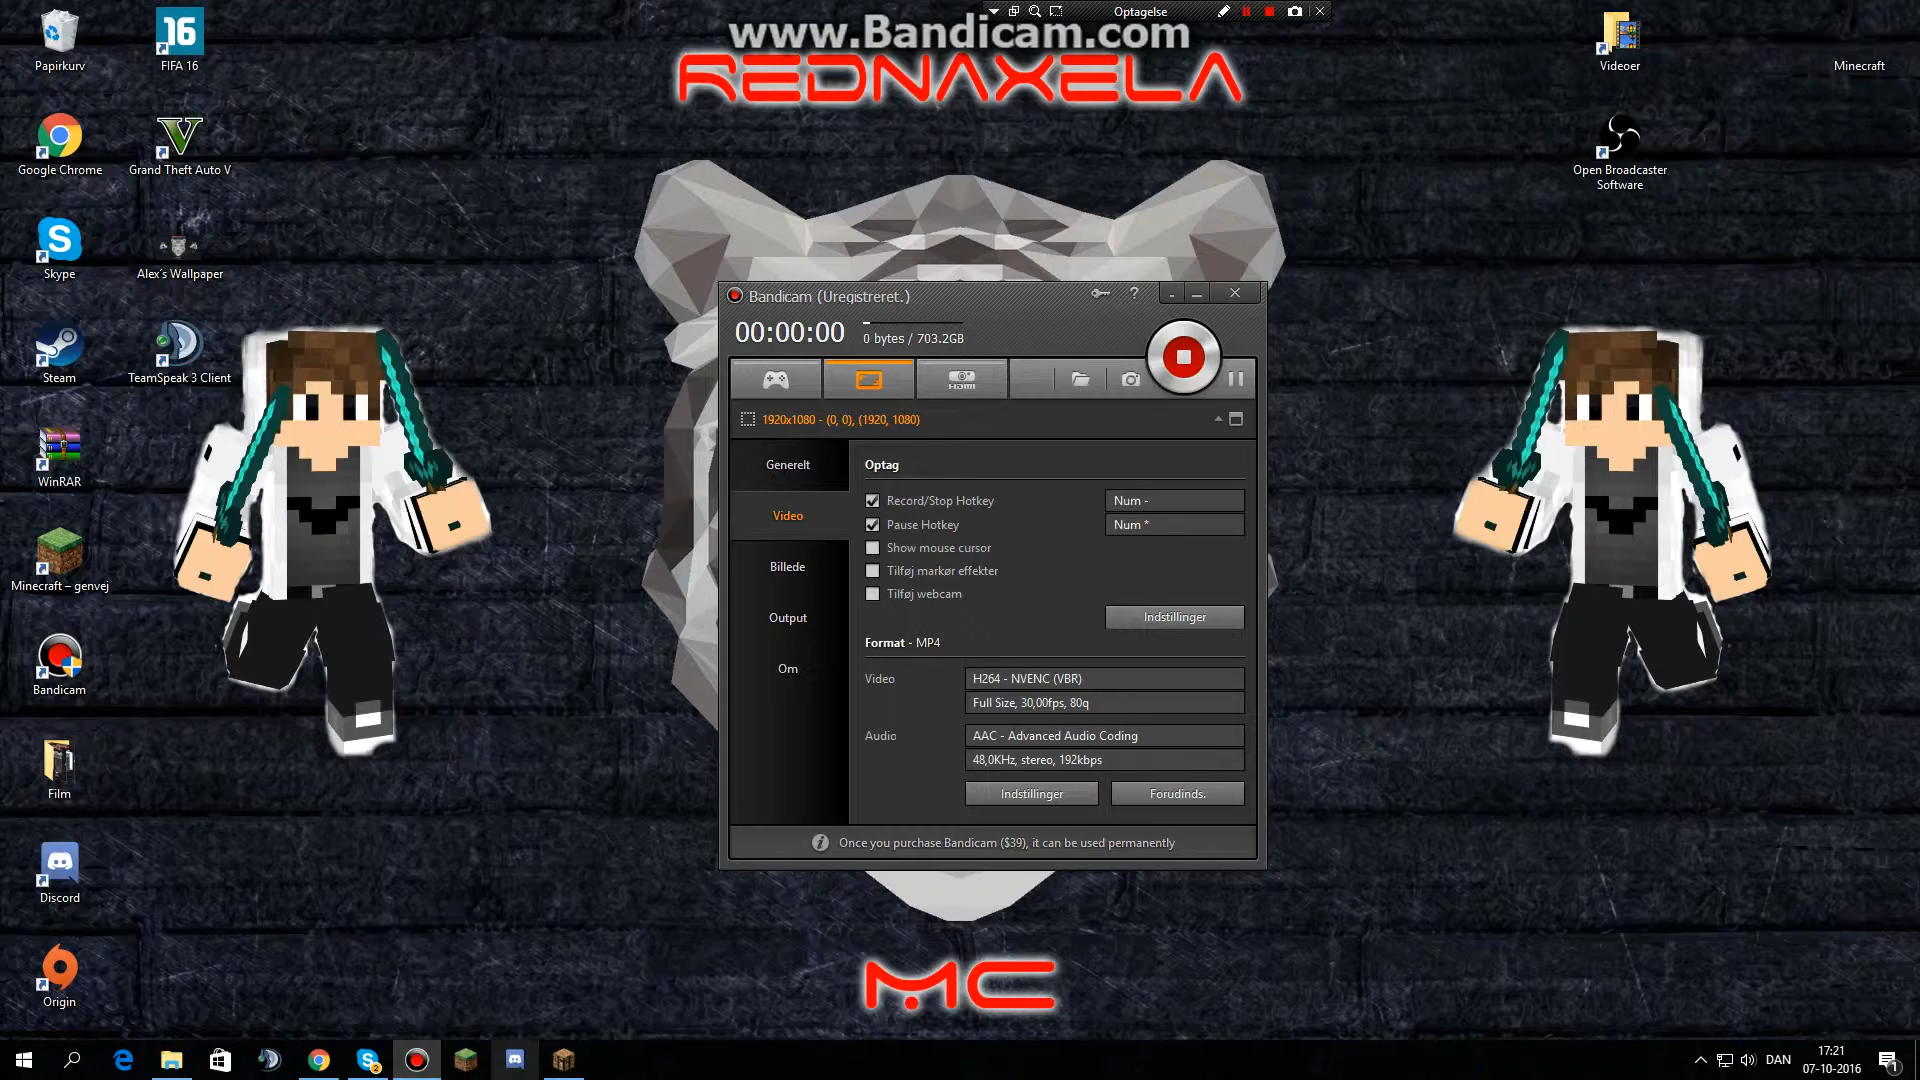 Optagelse
www.Bandicam.com
REDNAXELA
Papirkurv
FIFA 16
Videoer
Minecraft
Google Chrome
Grand Theft Auto V
Open Broadcaster
Software
Skype
Alex´s Wallpaper
Steam
TeamSpeak 3 Client
WinRAR
Minecraft – genvej
Bandicam
Film
Discord
Origin
Bandicam (Uregistreret.)
?
00:00:00
0 bytes / 703.2GB
HDMI
1920x1080 - (0, 0), (1920, 1080)
Generelt
Video
Billede
Output
Om
Optag
Record/Stop Hotkey
Num -
Pause Hotkey
Num *
Show mouse cursor
Tilføj markør effekter
Tilføj webcam
Indstillinger
Format - MP4
Video
H264 - NVENC (VBR)
Full Size, 30,00fps, 80q
Audio
AAC - Advanced Audio Coding
48,0KHz, stereo, 192kbps
Indstillinger
Forudinds.
Once you purchase Bandicam ($39), it can be used permanently
MC
2
DAN
17:21
07-10-2016
1